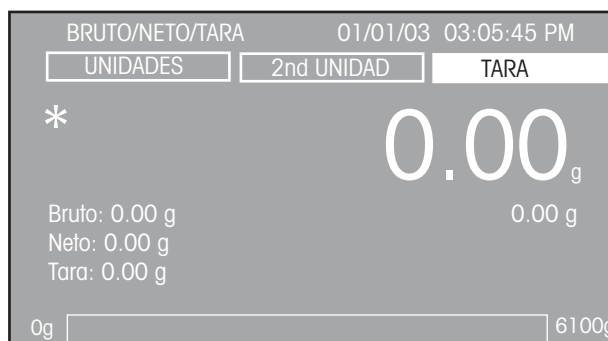 BRUTO/NETO/TARA 01/01/03 03:05:45 PM
UNIDADES 2nd UNIDAD TARA
* 0.00 g
Bruto: 0.00 g 0.00 g
Neto: 0.00 g
Tara: 0.00 g
0g 6100g